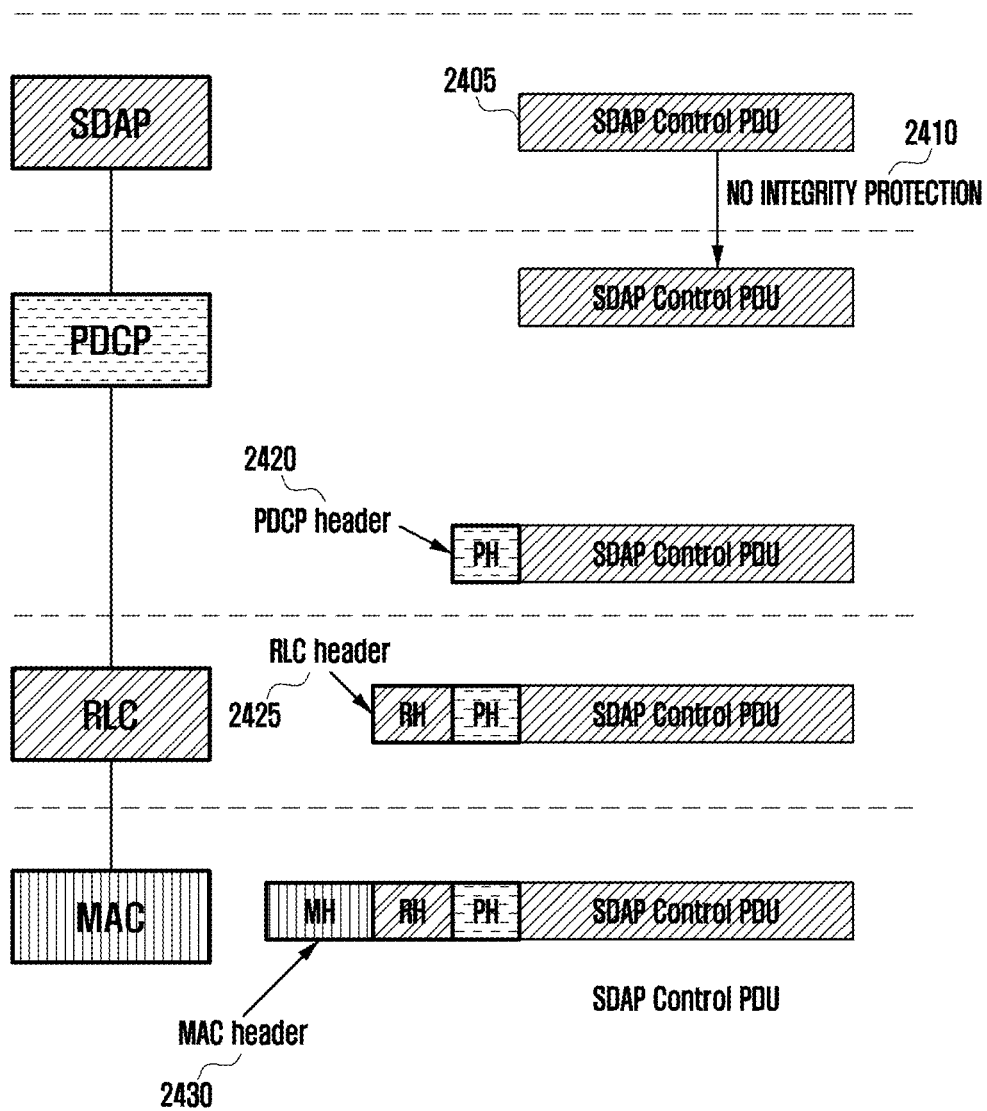 2405
SDAP
SDAP Control PDU
2410
NO INTEGRITY PROTECTION
SDAP Control PDU
PDCP
2420
PDCP header
PH
SDAP Control PDU
RLC header
RLC
2425
RH
PH
SDAP Control PDU
MAC
MH
RH
PH
SDAP Control PDU
SDAP Control PDU
MAC header
2430